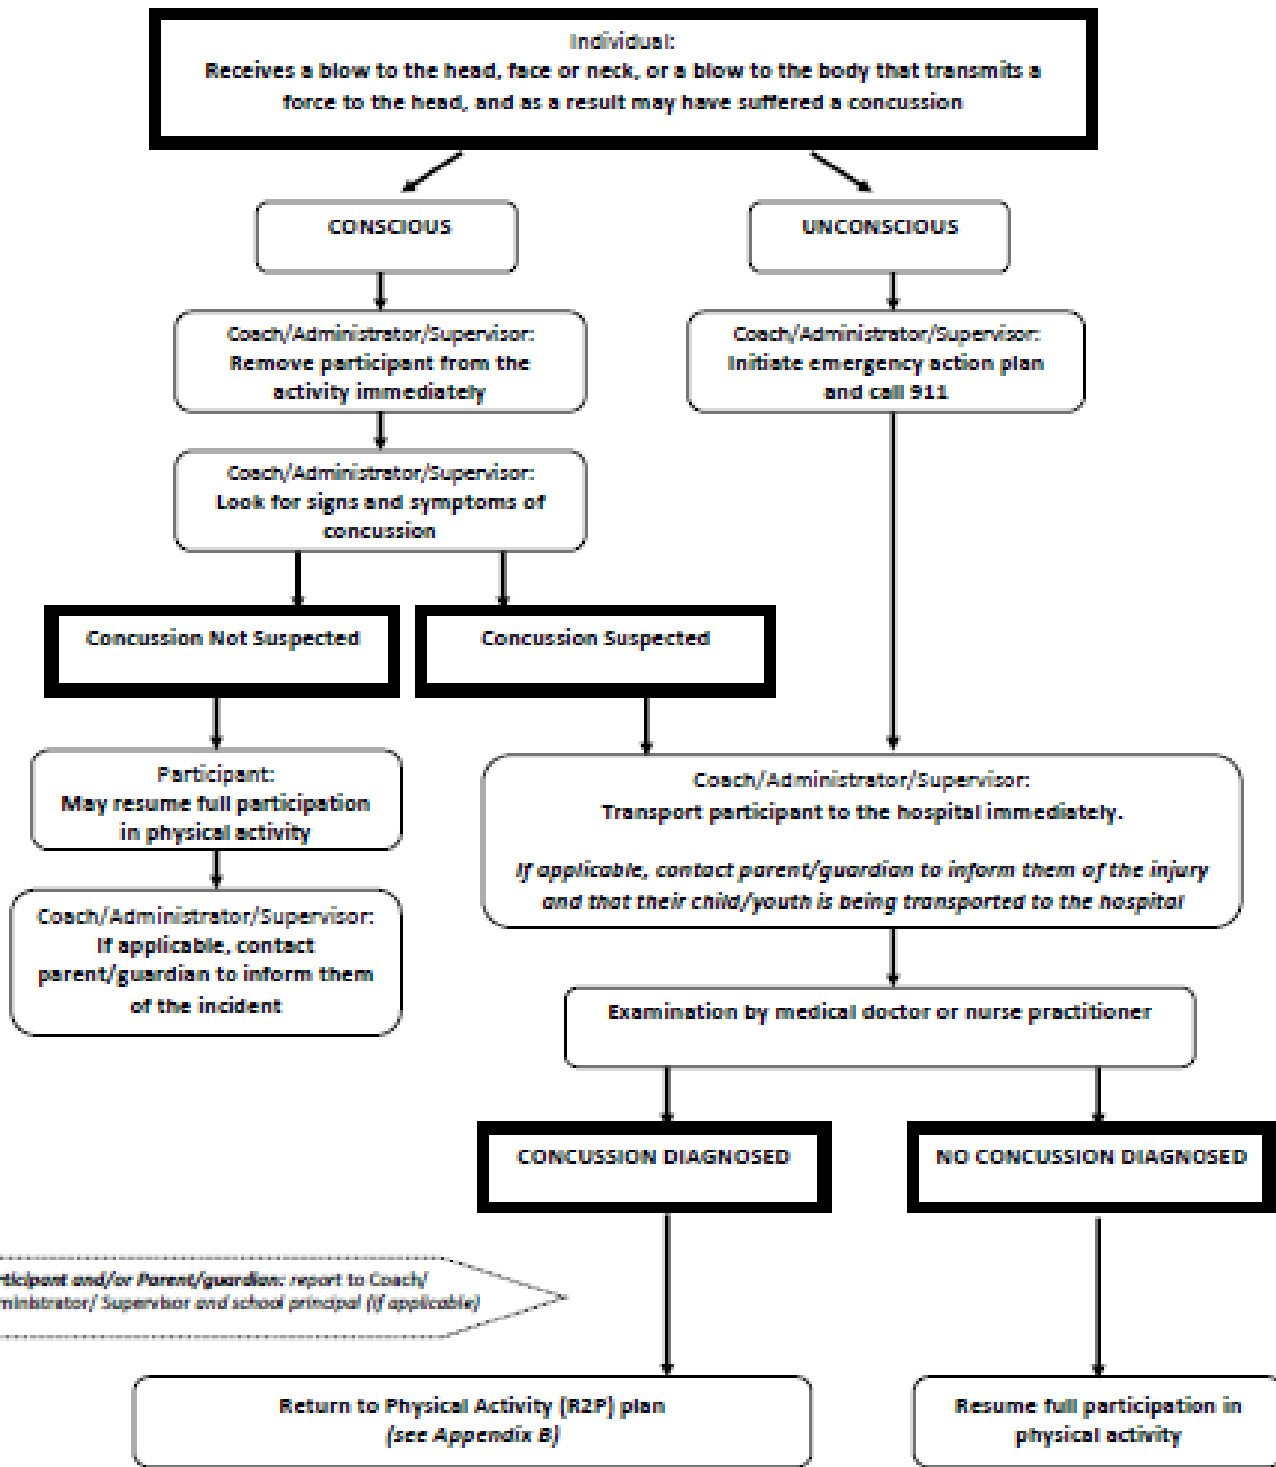 Individual:
Receives a blow to the head, face or neck, or a blow to the body that transmits a
force to the head, and as a result may have suffered a concussion
CONSCIOUS
UNCONSCIOUS
Coach/Administrator/Supervisor:
Remove participant from the
activity immediately
Coach/Administrator/Supervisor:
Initiate emergency action plan
and call 911
Coach/Administrator/Supervisor:
Look for signs and symptoms of
concussion
Concussion Not Suspected
Concussion Suspected
Participant:
May resume full participation
in physical activity
Coach/Administrator/Supervisor:
If applicable, contact
parent/guardian to inform them
of the incident
Coach/Administrator/Supervisor:
Transport participant to the hospital immediately.
If applicable, contact parent/guardian to inform them of the injury
and that their child/youth is being transported to the hospital
Examination by medical doctor or nurse practitioner
CONCUSSION DIAGNOSED
NO CONCUSSION DIAGNOSED
rticipant and/or Parent/guardian: report to Coach/
ministrator/ Supervisor and school principal (if applicable)
Return to Physical Activity (R2P) plan
(see Appendix B)
Resume full participation in
physical activity